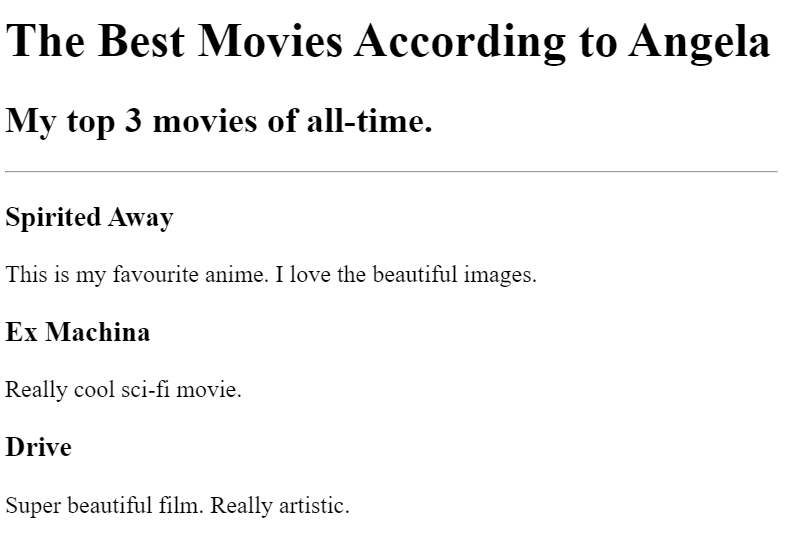 The Best Movies According to Angela
My top 3 movies of all-time.
Spirited Away
This is my favourite anime. I love the beautiful images.
Ex Machina
Really cool sci-fi movie.
Drive
Super beautiful film. Really artistic.